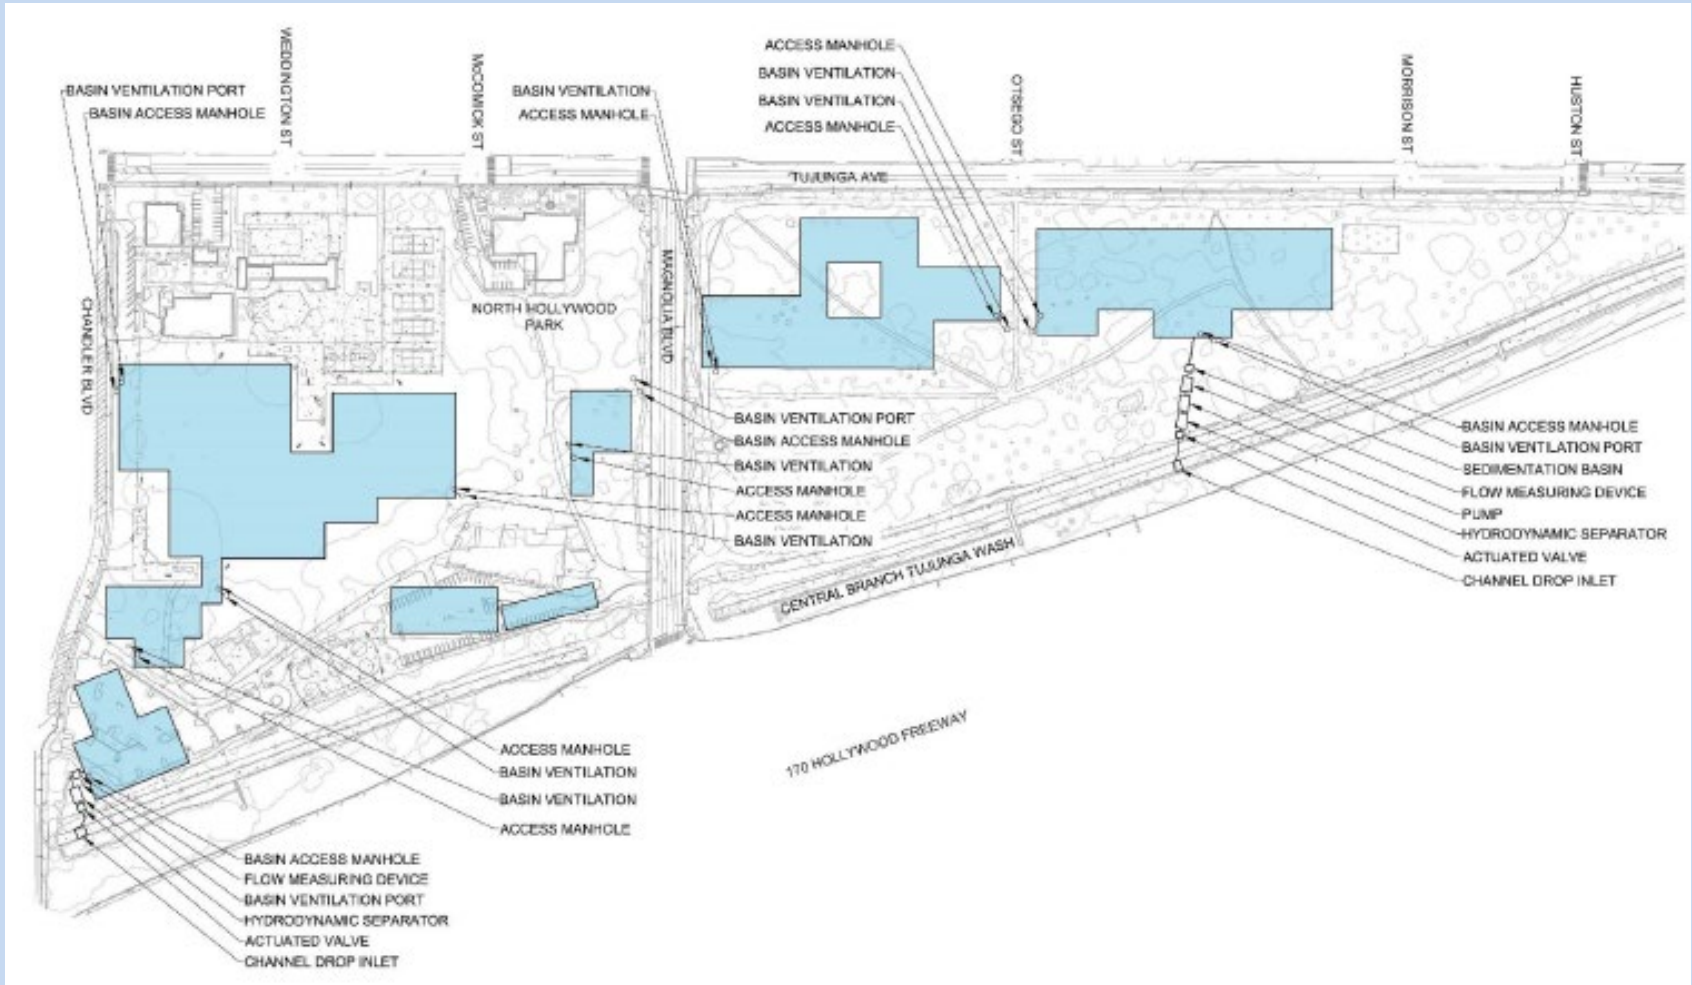 BASIN VENTILATION PORT
BASIN ACCESS MANHOLE
WEDDINGTON ST
McCOMICK ST
BASIN VENTILATION
ACCESS MANHOLE
ACCESS MANHOLE
BASIN VENTILATION
BASIN VENTILATION
ACCESS MANHOLE
OTSEGO ST
MORRISON ST
HUSTON ST
TUJUNGA AVE
CHANDLER BLVD
NORTH HOLLYWOOD
PARK
MAGNOLIA BLVD
BASIN VENTILATION PORT
BASIN ACCESS MANHOLE
BASIN VENTILATION
ACCESS MANHOLE
ACCESS MANHOLE
BASIN VENTILATION
BASIN ACCESS MANHOLE
BASIN VENTILATION PORT
SEDIMENTATION BASIN
FLOW MEASURING DEVICE
PUMP
HYDRODYNAMIC SEPARATOR
ACTUATED VALVE
CHANNEL DROP INLET
CENTRAL BRANCH TUJUNGA WASH
170 HOLLYWOOD FREEWAY
ACCESS MANHOLE
BASIN VENTILATION
BASIN VENTILATION
ACCESS MANHOLE
BASIN ACCESS MANHOLE
FLOW MEASURING DEVICE
BASIN VENTILATION PORT
HYDRODYNAMIC SEPARATOR
ACTUATED VALVE
CHANNEL DROP INLET